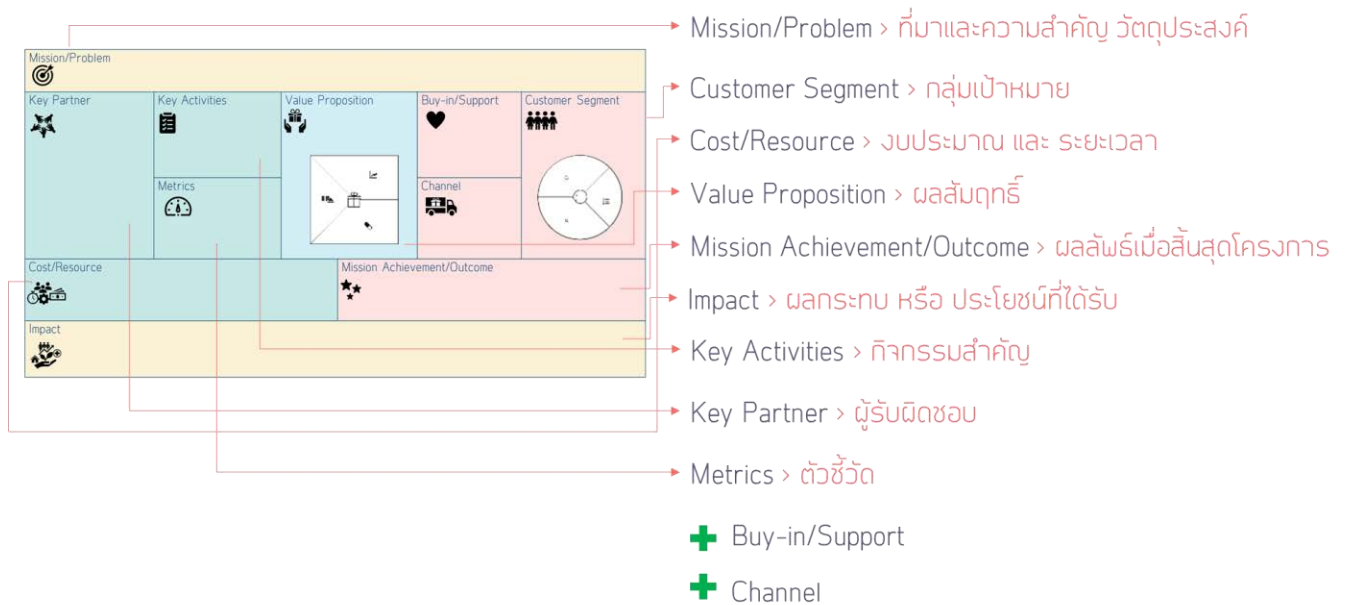 Mission/Problem
Key Partner
Key Activities
Value Proposition
Buy-in/Support
Customer Segment
Metrics
Channel
Cost/Resource
Mission Achievement/Outcome
Impact
Mission/Problem > ที่มาและความสำคัญ วัตถุประสงค์
Customer Segment > กลุ่มเป้าหมาย
Cost/Resource > งบประมาณ และ ระยะเวลา
Value Proposition > ผลสัมฤทธิ์
Mission Achievement/Outcome > ผลลัพธ์เมื่อสิ้นสุดโครงการ
Impact > ผลกระทบ หรือ ประโยชน์ที่ได้รับ
Key Activities > กิจกรรมสำคัญ
Key Partner > ผู้รับผิดชอบ
Metrics > ตัวชี้วัด
Buy-in/Support
Channel